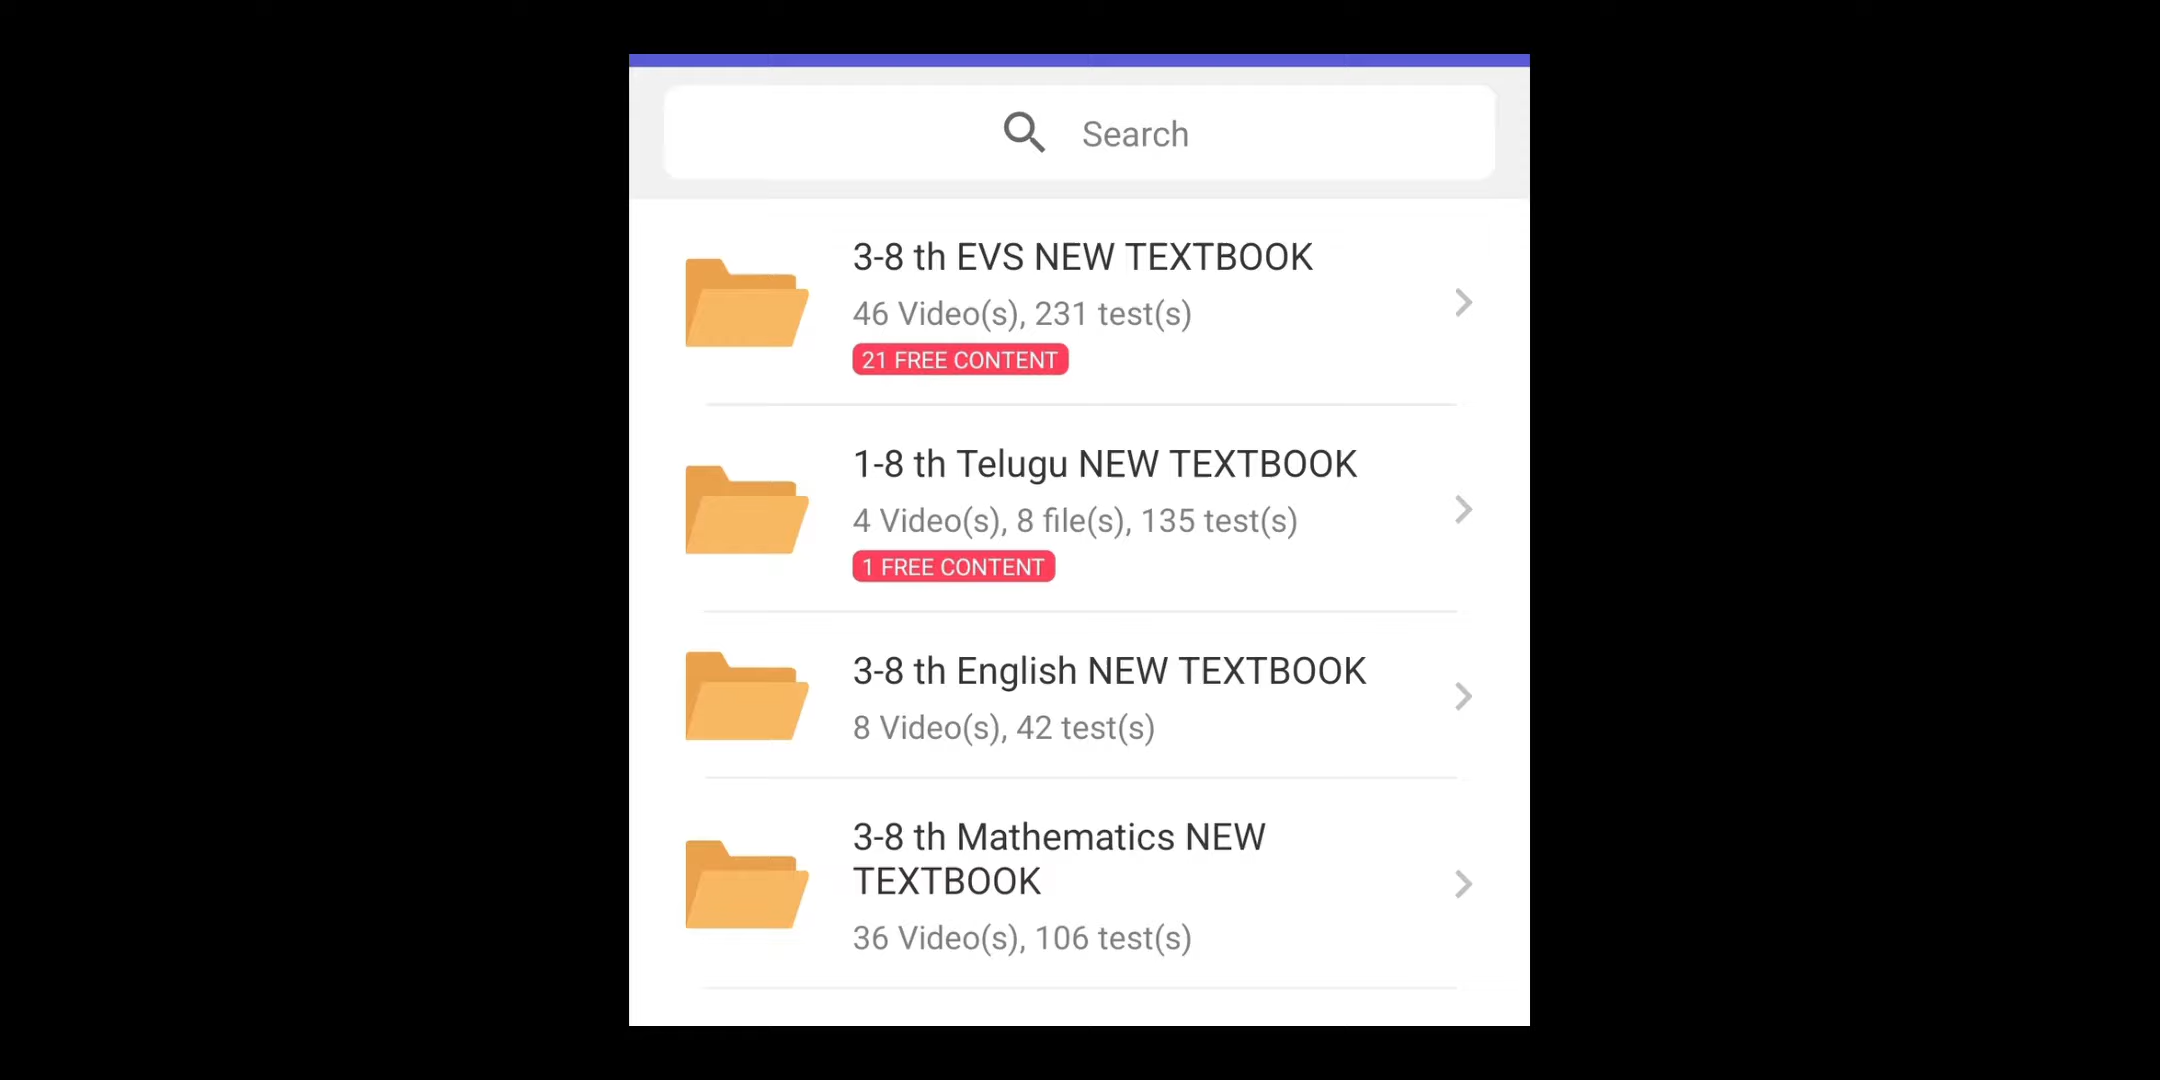 Search
3-8 th EVS NEW TEXTBOOK
46 Video(s), 231 test(s)
21 FREE CONTENT
1-8 th Telugu NEW TEXTBOOK
4 Video(s), 8 file(s), 135 test(s)
1 FREE CONTENT
3-8 th English NEW TEXTBOOK
8 Video(s), 42 test(s)
3-8 th Mathematics NEW
TEXTBOOK
36 Video(s), 106 test(s)